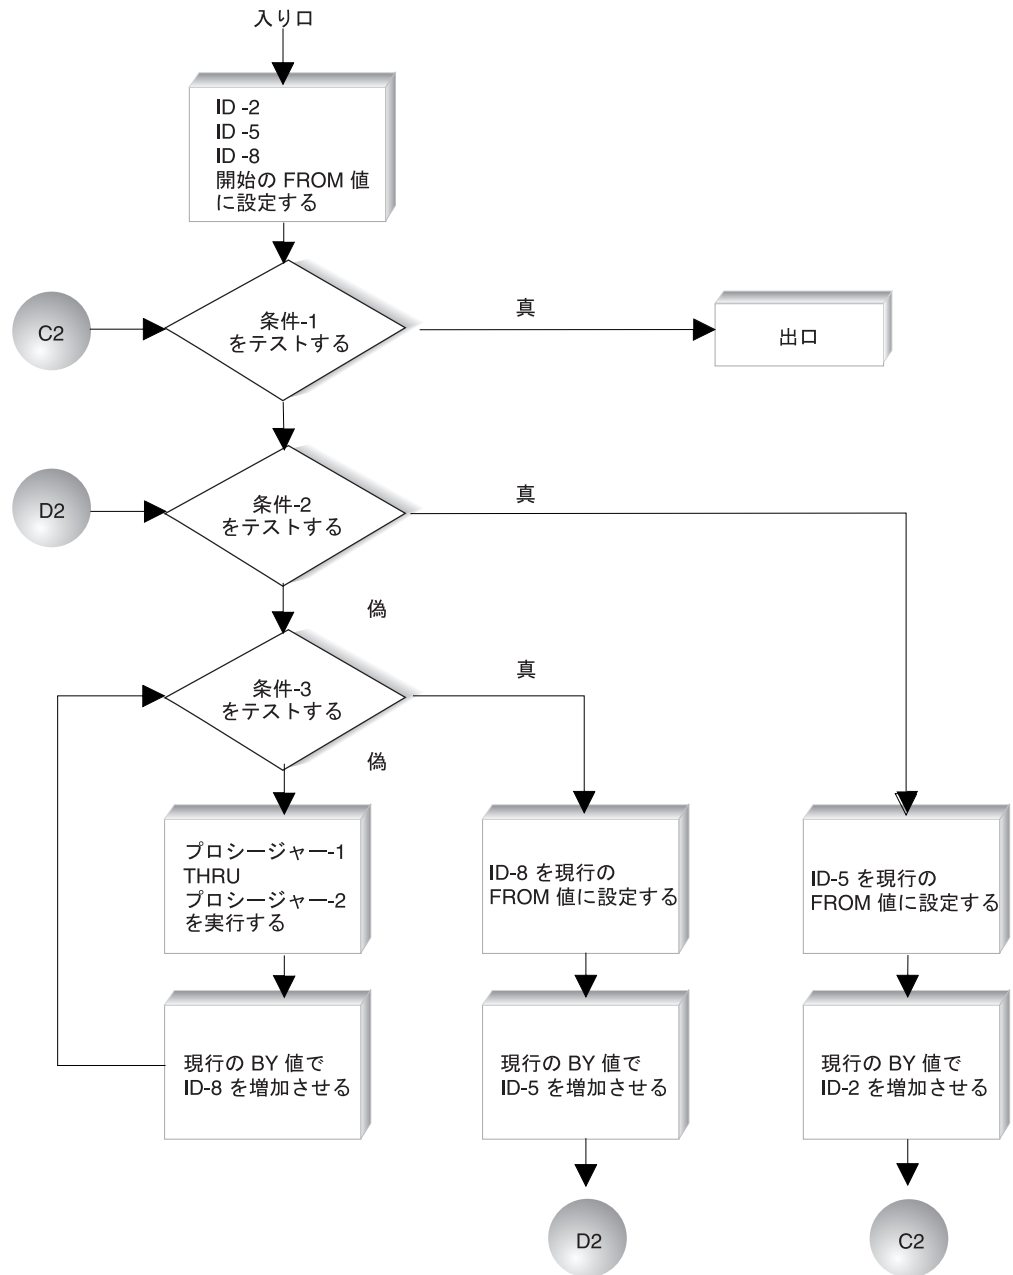 入り口
ID -2
ID -5
ID -8
開始の FROM 値
に設定する
C2
条件-1
をテストする
真
出口
D2
条件-2
をテストする
真
偽
条件-3
をテストする
真
偽
プロシージャー-1
THRU
プロシージャー-2
を実行する
ID-8 を現行の
FROM 値に設定する
ID-5 を現行の
FROM 値に設定する
現行の BY 値で
ID-8 を増加させる
現行の BY 値で
ID-5 を増加させる
現行の BY 値で
ID-2 を増加させる
D2
C2